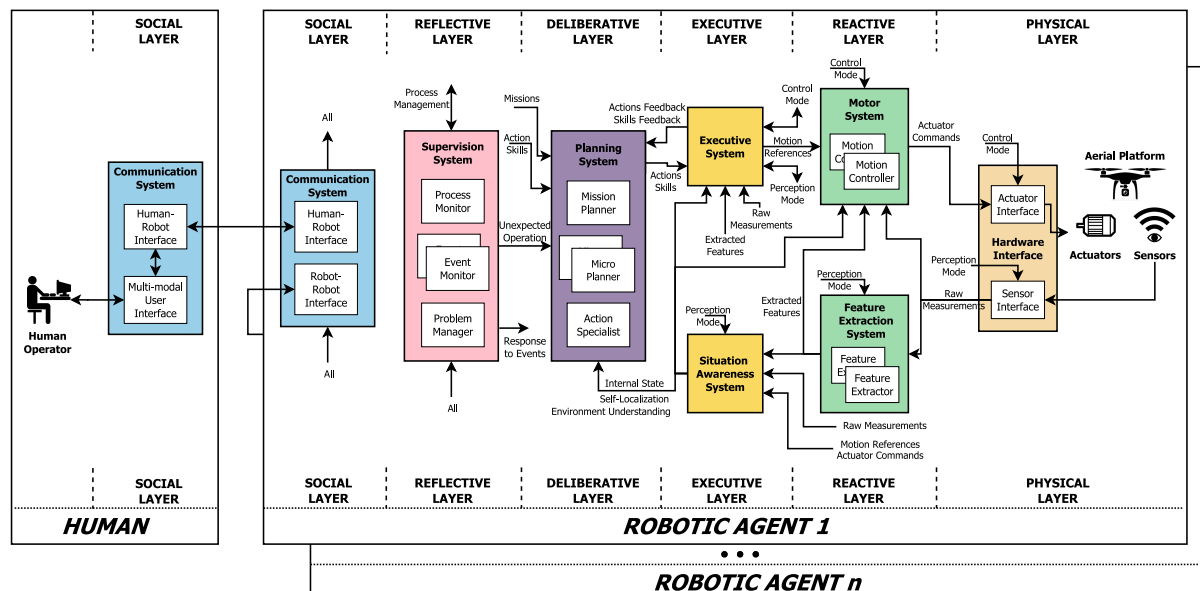 SOCIAL
LAYER
SOCIAL
LAYER
REFLECTIVE
LAYER
DELIBERATIVE
LAYER
EXECUTIVE
LAYER
REACTIVE
LAYER
PHYSICAL
LAYER
Communication
System
Human-
Robot
Interface
Multi-modal
User
Interface
Human
Operator
All
Communication
System
Human-
Robot
Interface
Robot-
Robot
Interface
All
Process
Management
Supervision
System
Process
Monitor
Event
Monitor
Problem
Manager
All
Response
to Events
Missions
Action
Skills
Unexpected
Operation
Planning
System
Mission
Planner
Micro
Planner
Action
Specialist
Internal State
Self-Localization
Environment Understanding
Actions Feedback
Skills Feedback
Actions
Skills
Executive
System
Control
Mode
Motion
References
Perception
Mode
Raw
Measurements
Extracted
Features
Perception
Mode
Situation
Awareness
System
Control
Mode
Motor
System
Motion
Motion
Controller
Actuator
Commands
Extracted
Features
Perception
Mode
Feature
Extraction
System
Feature
Feature
Extractor
Raw Measurements
Motion References
Actuator Commands
Control
Mode
Actuator
Interface
Hardware
Interface
Perception
Mode
Sensor
Interface
Raw
Measurements
Aerial Platform
Actuators
Sensors
SOCIAL
LAYER
SOCIAL
LAYER
REFLECTIVE
LAYER
DELIBERATIVE
LAYER
EXECUTIVE
LAYER
REACTIVE
LAYER
PHYSICAL
LAYER
HUMAN
ROBOTIC AGENT 1
ROBOTIC AGENT n